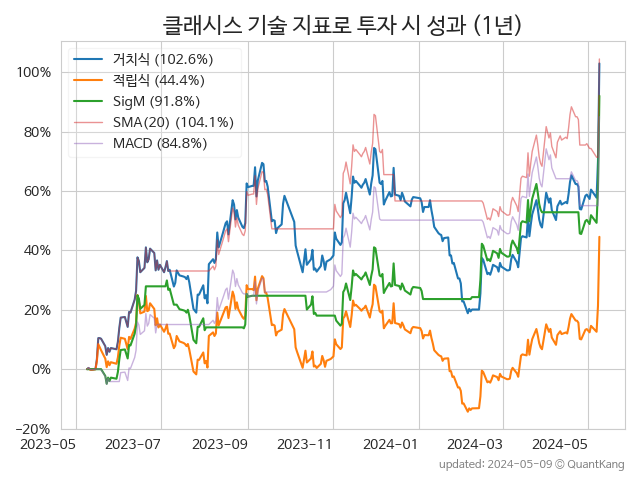 클래시스 기술 지표로 투자 시 성과 (1년)
거치식 (102.6%)
적립식 (44.4%)
SigM (91.8%)
SMA(20) (104.1%)
MACD (84.8%)
100%
80%
60%
40%
20%
0%
−20%
2023-05 2023-07 2023-09 2023-11 2024-01 2024-03 2024-05
updated: 2024-05-09 © QuantKang